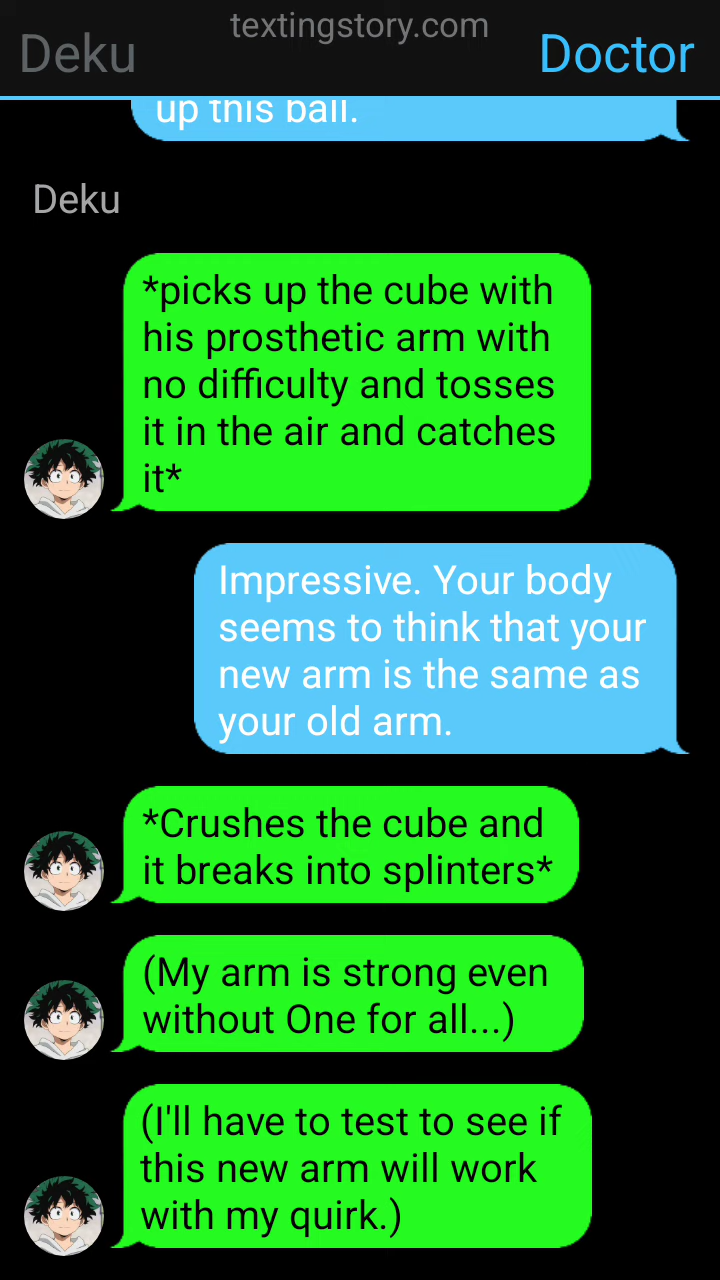 textingstory.com
Deku
Doctor
up this ball.
Deku
*picks up the cube with
his prosthetic arm with
no difficulty and tosses
it in the air and catches
it*
Impressive. Your body
seems to think that your
new arm is the same as
your old arm.
*Crushes the cube and
it breaks into splinters*
(My arm is strong even
without One for all...)
(I'll have to test to see if
this new arm will work
with my quirk.)